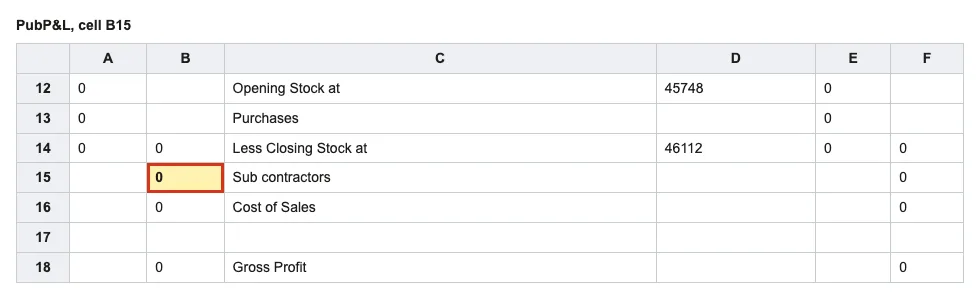 PubP&L, cell B15
A B C D E F
12 0 Opening Stock at 45748 0
13 0 Purchases 0
14 0 0 Less Closing Stock at 46112 0 0
15 0 Sub contractors 0
16 0 Cost of Sales 0
17
18 0 Gross Profit 0